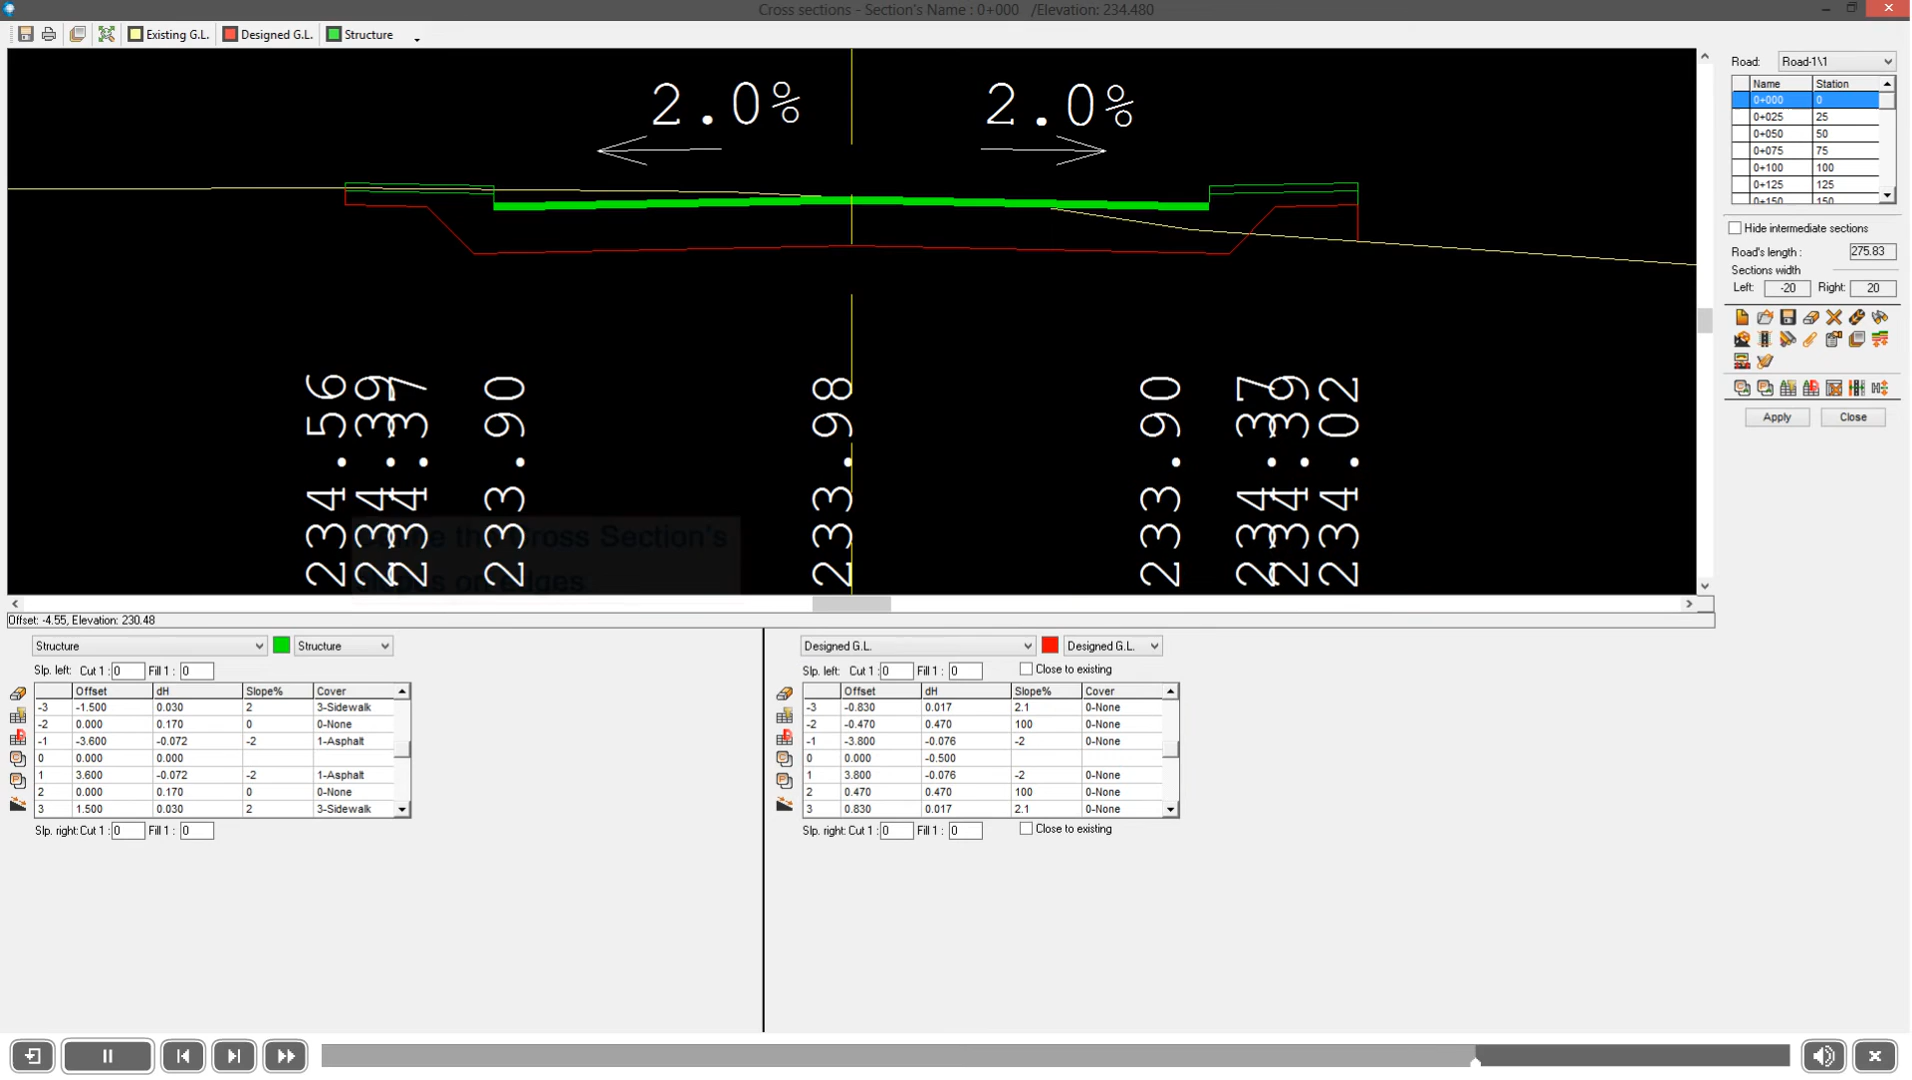 Cross sections - Section's Name : 0+000 /Elevation: 234.480
Existing G.L. Designed G.L. Structure
2.0% 2.0%
234.56 234.39 234.37 233.90 233.98 233.90 234.37 234.39 234.02
the Cross Section's
on edges
Offset: -4.55, Elevation: 230.48
Road: Road-1\1
Name Station
0+000 0
0+025 25
0+050 50
0+075 75
0+100 100
0+125 125
0+150 150
Hide intermediate sections
Road's length : 275.83
Sections width
Left: -20 Right: 20
Apply Close
Structure Structure
Slp. left: Cut 1 : 0 Fill 1 : 0
Offset dH Slope% Cover
-3 -1.500 0.030 2 3-Sidewalk
-2 0.000 0.170 0 0-None
-1 -3.600 -0.072 -2 1-Asphalt
0 0.000 0.000
1 3.600 -0.072 -2 1-Asphalt
2 0.000 0.170 0 0-None
3 1.500 0.030 2 3-Sidewalk
Slp. right: Cut 1 : 0 Fill 1 : 0
Designed G.L. Designed G.L.
Slp. left: Cut 1 : 0 Fill 1 : 0 Close to existing
Offset dH Slope% Cover
-3 -0.830 0.017 2.1 0-None
-2 -0.470 0.470 100 0-None
-1 -3.800 -0.076 -2 0-None
0 0.000 -0.500
1 3.800 -0.076 -2 0-None
2 0.470 0.470 100 0-None
3 0.830 0.017 2.1 0-None
Slp. right: Cut 1 : 0 Fill 1 : 0 Close to existing